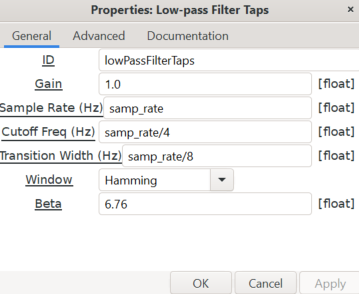 Properties: Low-pass Filter Taps ×
General Advanced Documentation
ID lowPassFilterTaps
Gain 1.0 [float]
Sample Rate (Hz) samp_rate [float]
Cutoff Freq (Hz) samp_rate/4 [float]
Transition Width (Hz) samp_rate/8 [float]
Window Hamming
Beta 6.76 [float]
OK Cancel Apply